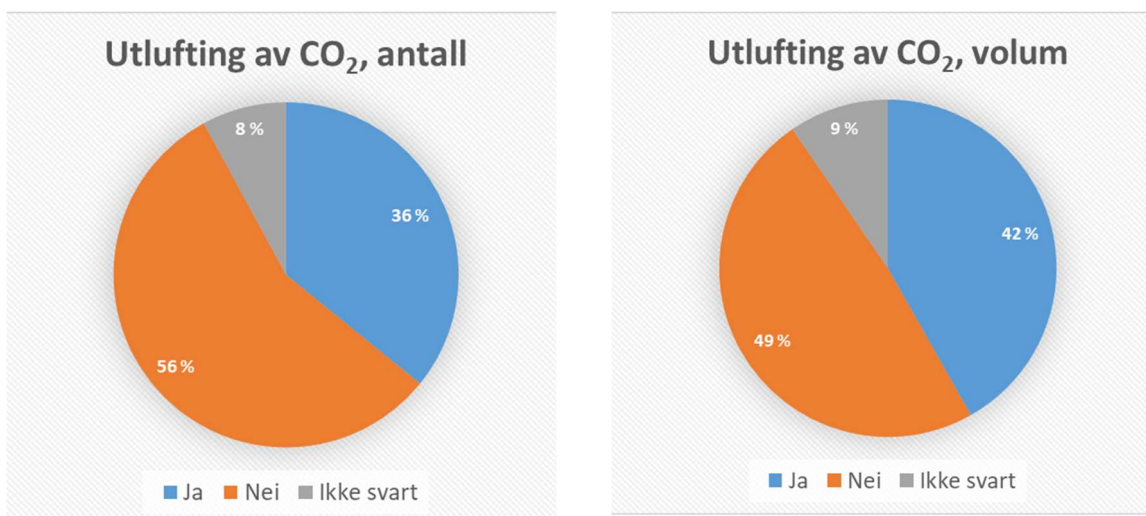 Utlufting av CO₂, antall
8 %
36 %
56 %
Ja Nei Ikke svart
Utlufting av CO₂, volum
9 %
42 %
49 %
Ja Nei Ikke svart